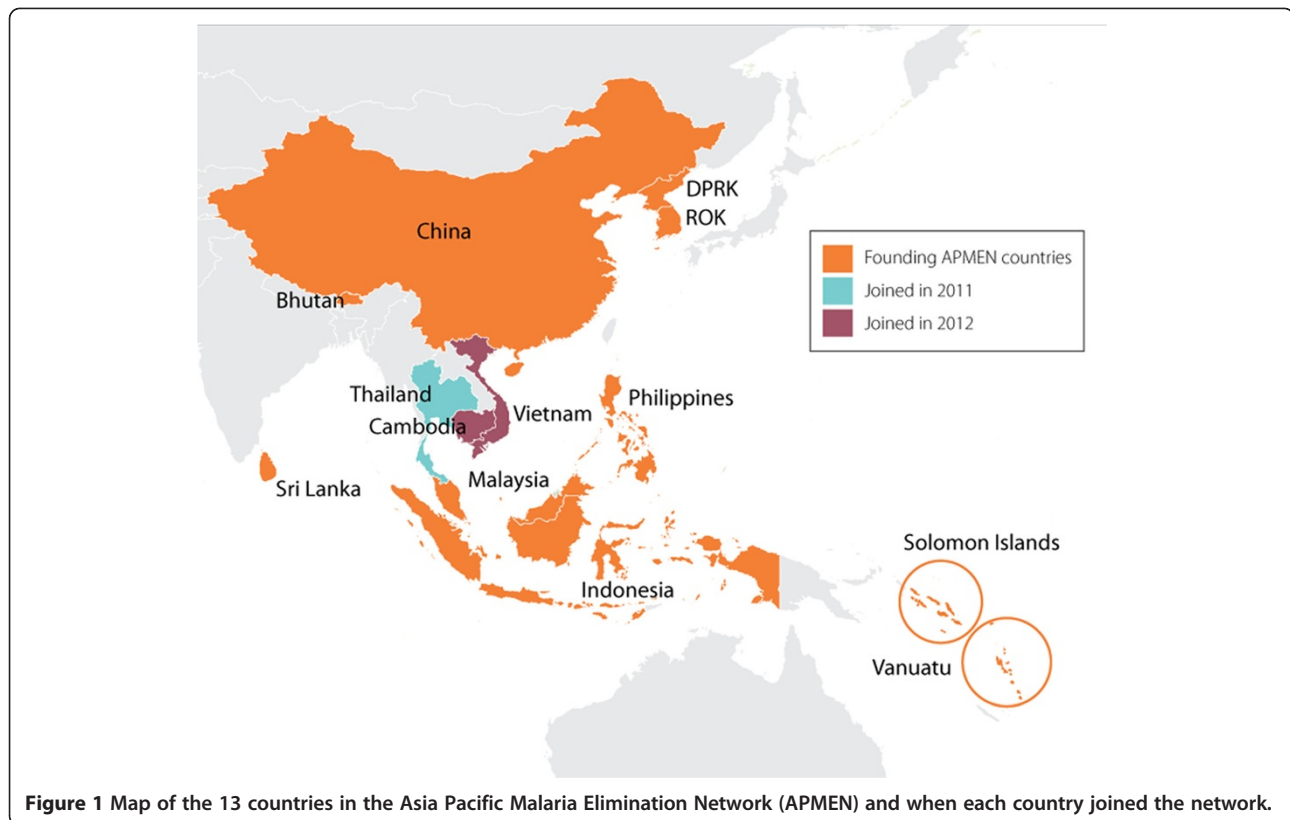 DPRK
ROK
China
Founding APMEN countries
Joined in 2011
Joined in 2012
Bhutan
Thailand
Philippines
Vietnam
Cambodia
Malaysia
Sri Lanka
Solomon Islands
Indonesia
Vanuatu
Figure 1 Map of the 13 countries in the Asia Pacific Malaria Elimination Network (APMEN) and when each country joined the network.